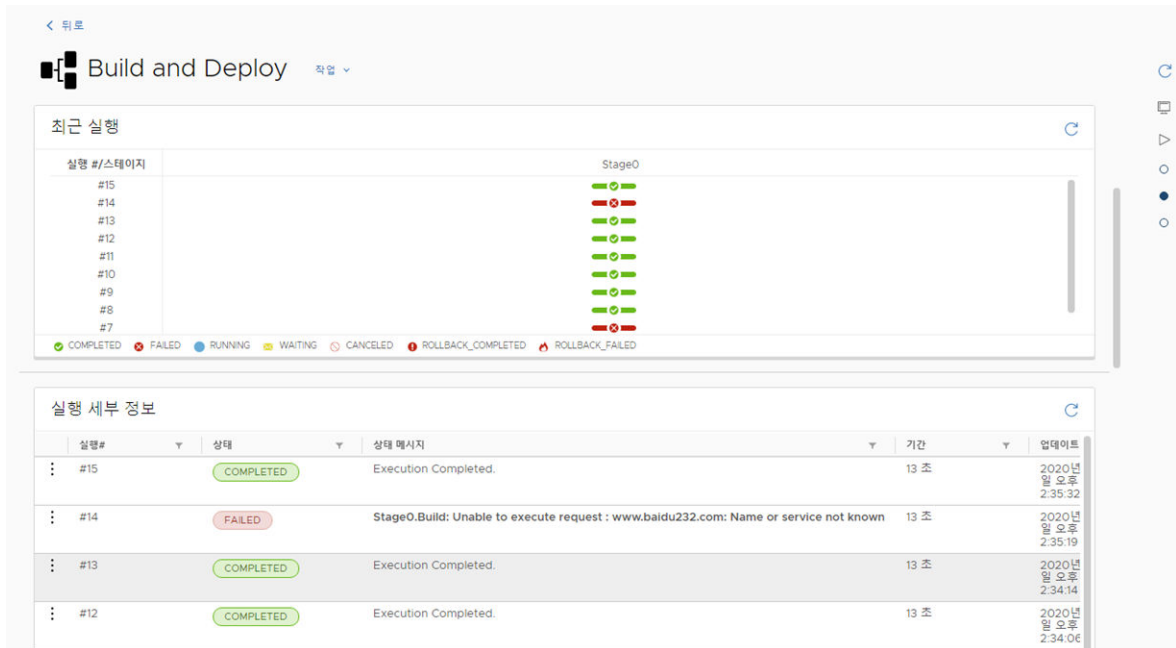 뒤로
Build and Deploy 작업
최근 실행
실행 #/스테이지 Stage0
#15
#14
#13
#12
#11
#10
#9
#8
#7
COMPLETED FAILED RUNNING WAITING CANCELED ROLLBACK_COMPLETED ROLLBACK_FAILED
실행 세부 정보
실행# 상태 상태 메시지 기간 업데이트
#15 COMPLETED Execution Completed. 13 초 2020년
일 오후
2:35:32
#14 FAILED Stage0.Build: Unable to execute request : www.baidu232.com: Name or service not known 13 초 2020년
일 오후
2:35:19
#13 COMPLETED Execution Completed. 13 초 2020년
일 오후
2:34:14
#12 COMPLETED Execution Completed. 13 초 2020년
일 오후
2:34:06